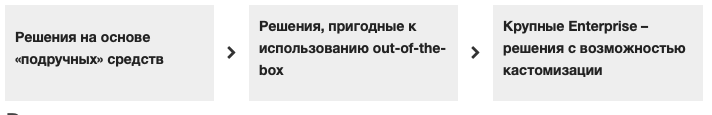 Решения на основе
«подручных» средств
Решения, пригодные к
использованию out-of-the-
box
Крупные Enterprise –
решения с возможностью
кастомизации